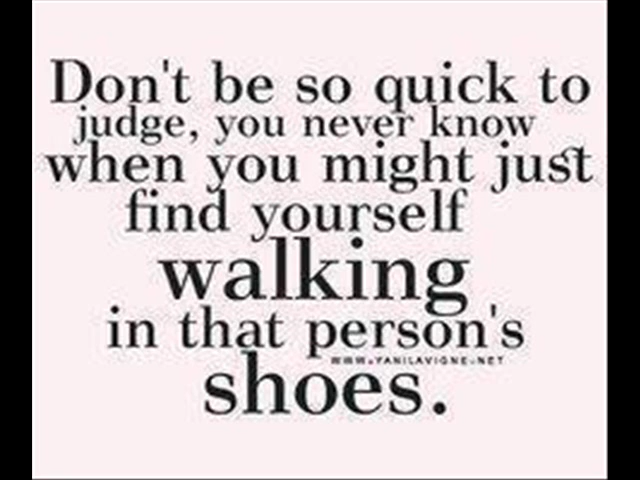 Don't be so quick to
judge, you never know
when you might just
find yourself
walking
in that person's
WWW.YANILAVIGNE.NET
shoes.